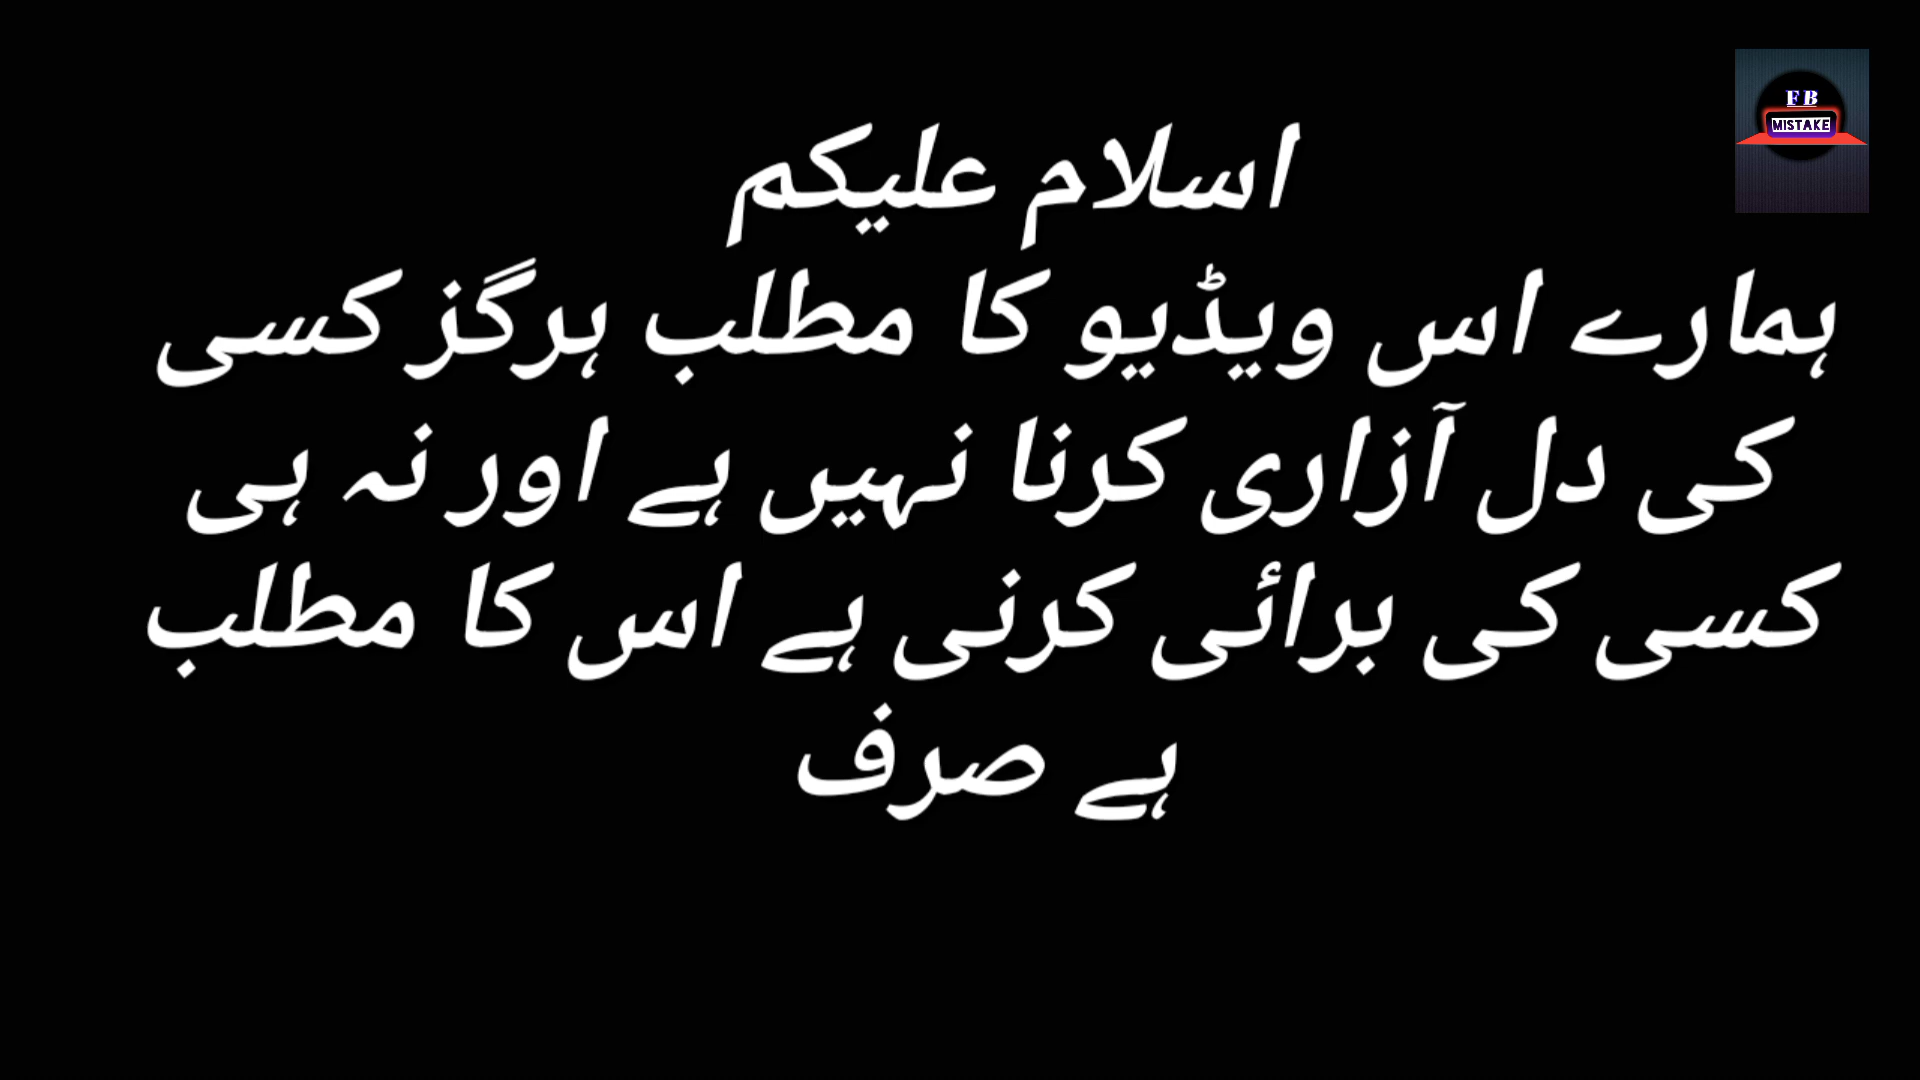 FB
MISTAKE
اسلام علیکم
ہمارے اس ویڈیو کا مطلب ہرگز کسی
کی دل آزاری کرنا نہیں ہے اور نہ ہی
کسی کی برائی کرنی ہے اس کا مطلب
ہے صرف